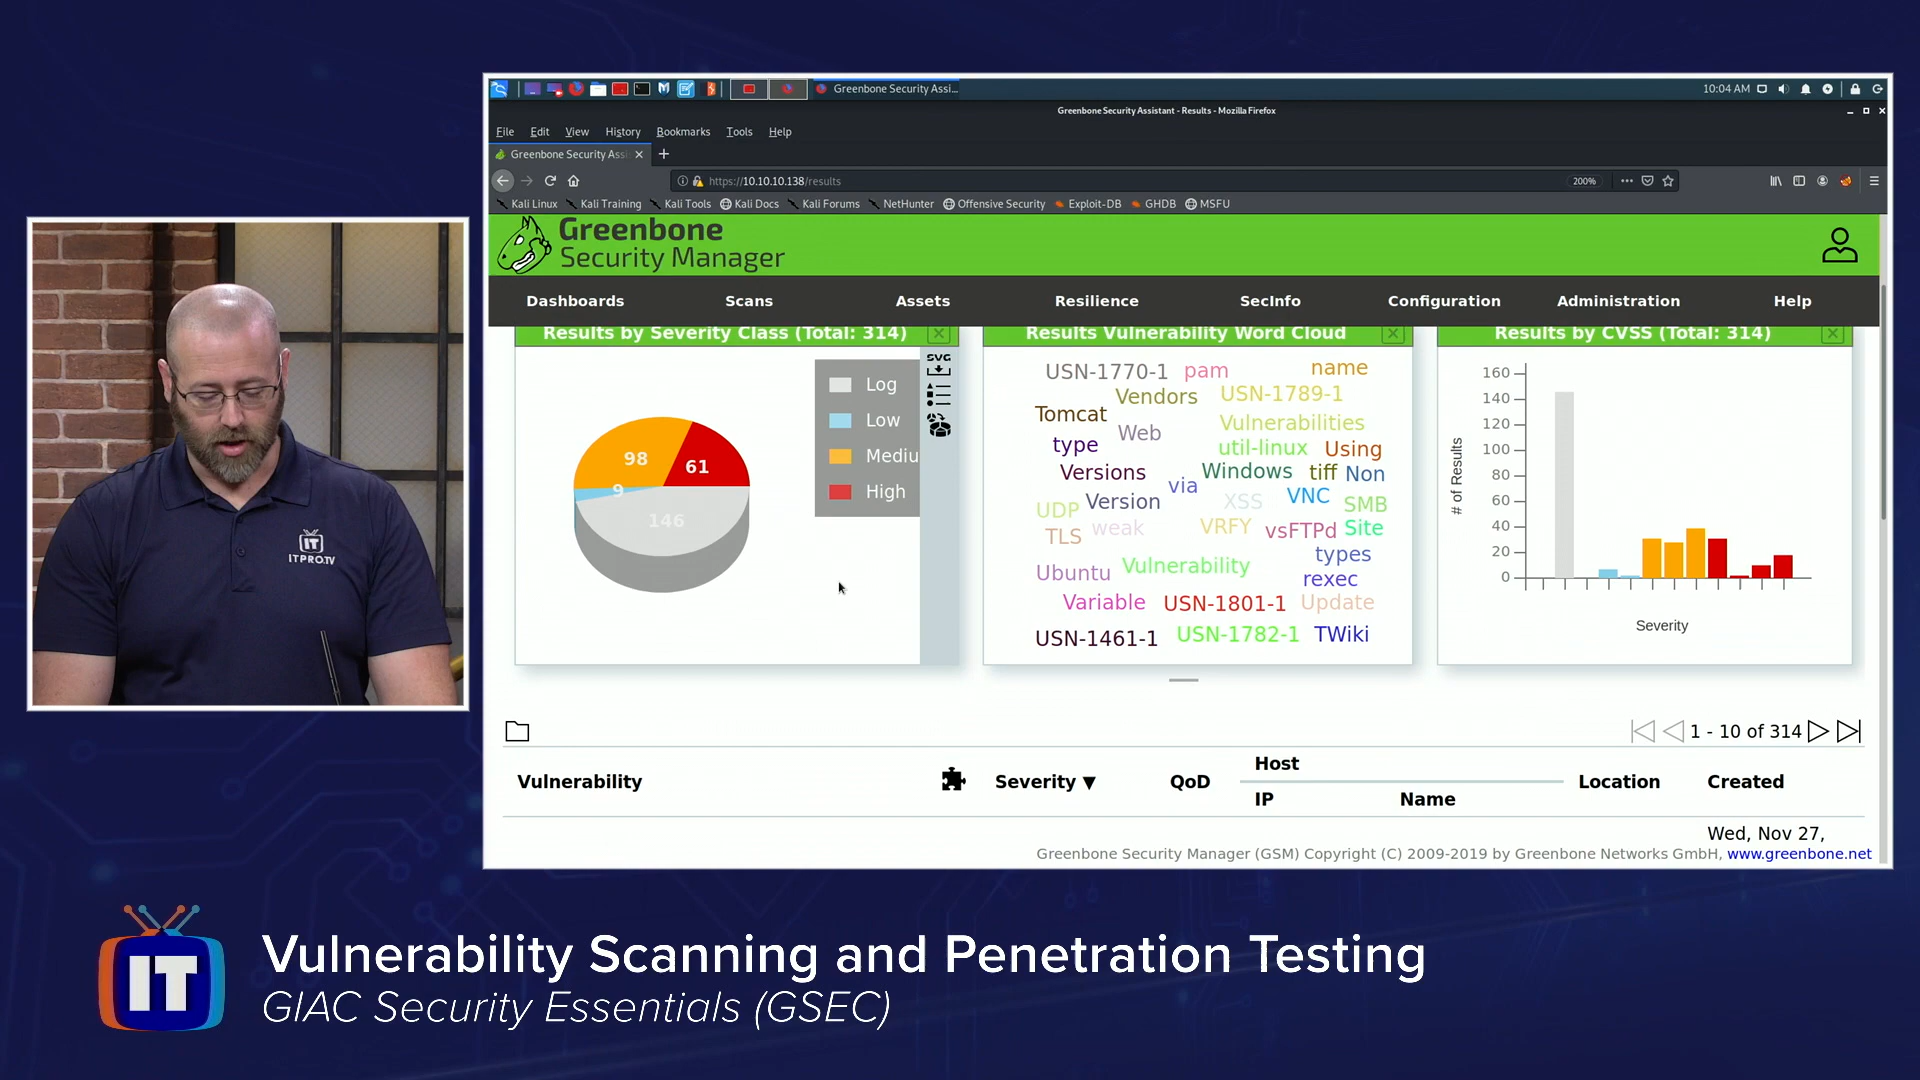 Greenbone Security Assi...
10:04 AM
Greenbone Security Assistant - Results - Mozilla Firefox
File Edit View History Bookmarks Tools Help
Greenbone Security Ass
https://10.10.10.138/results
200%
Kali Linux Kali Training Kali Tools Kali Docs Kali Forums NetHunter Offensive Security Exploit-DB GHDB MSFU
Greenbone
Security Manager
Dashboards Scans Assets Resilience SecInfo Configuration Administration Help
Results by Severity Class (Total: 314)
SVG
Log
Low
Mediu
High
98
61
9
146
Results Vulnerability Word Cloud
USN-1770-1 pam name
Vendors USN-1789-1
Tomcat Web Vulnerabilities
type util-linux Using
Versions via Windows tiff Non
UDP Version XSS VNC SMB
TLS weak VRFY vsFTPd Site
types
Ubuntu Vulnerability rexec
Variable USN-1801-1 Update
USN-1461-1 USN-1782-1 TWiki
Results by CVSS (Total: 314)
# of Results
160
140
120
100
80
60
40
20
0
Severity
1 - 10 of 314
Vulnerability Severity ▼ QoD Host Location Created
IP Name
Wed, Nov 27,
Greenbone Security Manager (GSM) Copyright (C) 2009-2019 by Greenbone Networks GmbH, www.greenbone.net
IT
ITPRO.TV
IT
Vulnerability Scanning and Penetration Testing
GIAC Security Essentials (GSEC)